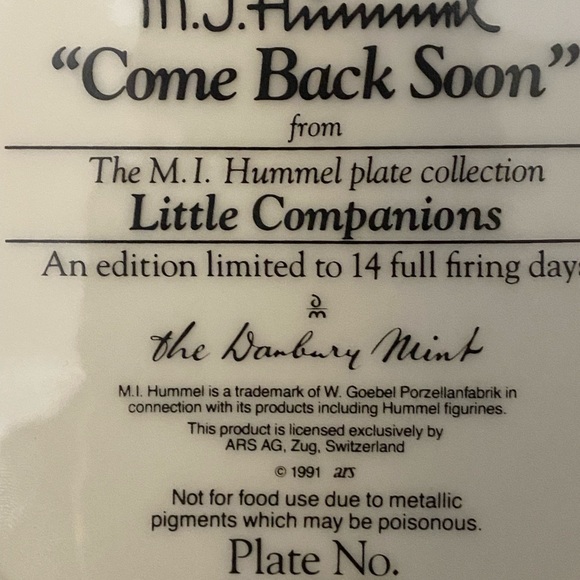 M.J. Hummel
“Come Back Soon”
from
The M.I. Hummel plate collection
Little Companions
An edition limited to 14 full firing days
the Danbury Mint
M.I. Hummel is a trademark of W. Goebel Porzellanfabrik in
connection with its products including Hummel figurines.
This product is licensed exclusively by
ARS AG, Zug, Switzerland
© 1991 ars
Not for food use due to metallic
pigments which may be poisonous.
Plate No.